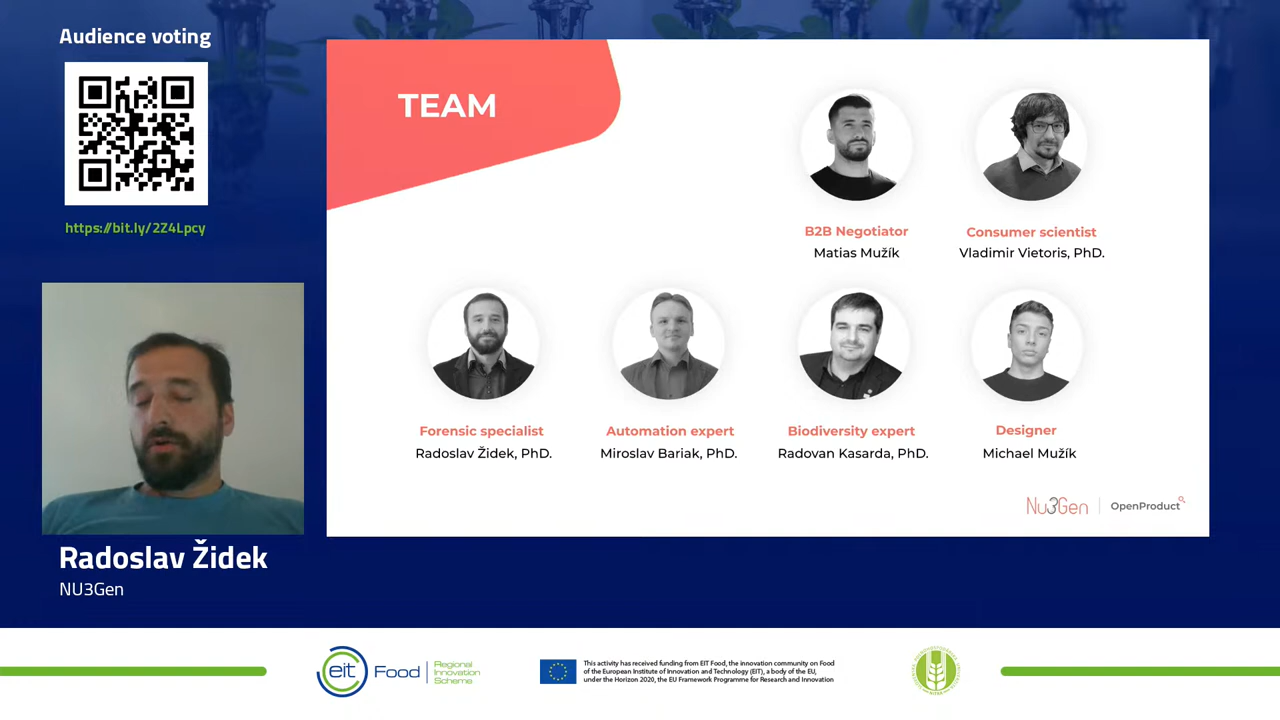 Audience voting
https://bit.ly/2Z4Lpcy
TEAM
B2B Negotiator
Matias Mužík
Consumer scientist
Vladimir Vietoris, PhD.
Forensic specialist
Radoslav Židek, PhD.
Automation expert
Miroslav Bariak, PhD.
Biodiversity expert
Radovan Kasarda, PhD.
Designer
Michael Mužík
Nu3Gen
OpenProduct
Radoslav Židek
NU3Gen
eit Food
Regional
Innovation
Scheme
This activity has received funding from EIT Food, the innovation community on Food
of the European Institute of Innovation and Technology (EIT), a body of the EU,
under the Horizon 2020, the EU Framework Programme for Research and Innovation